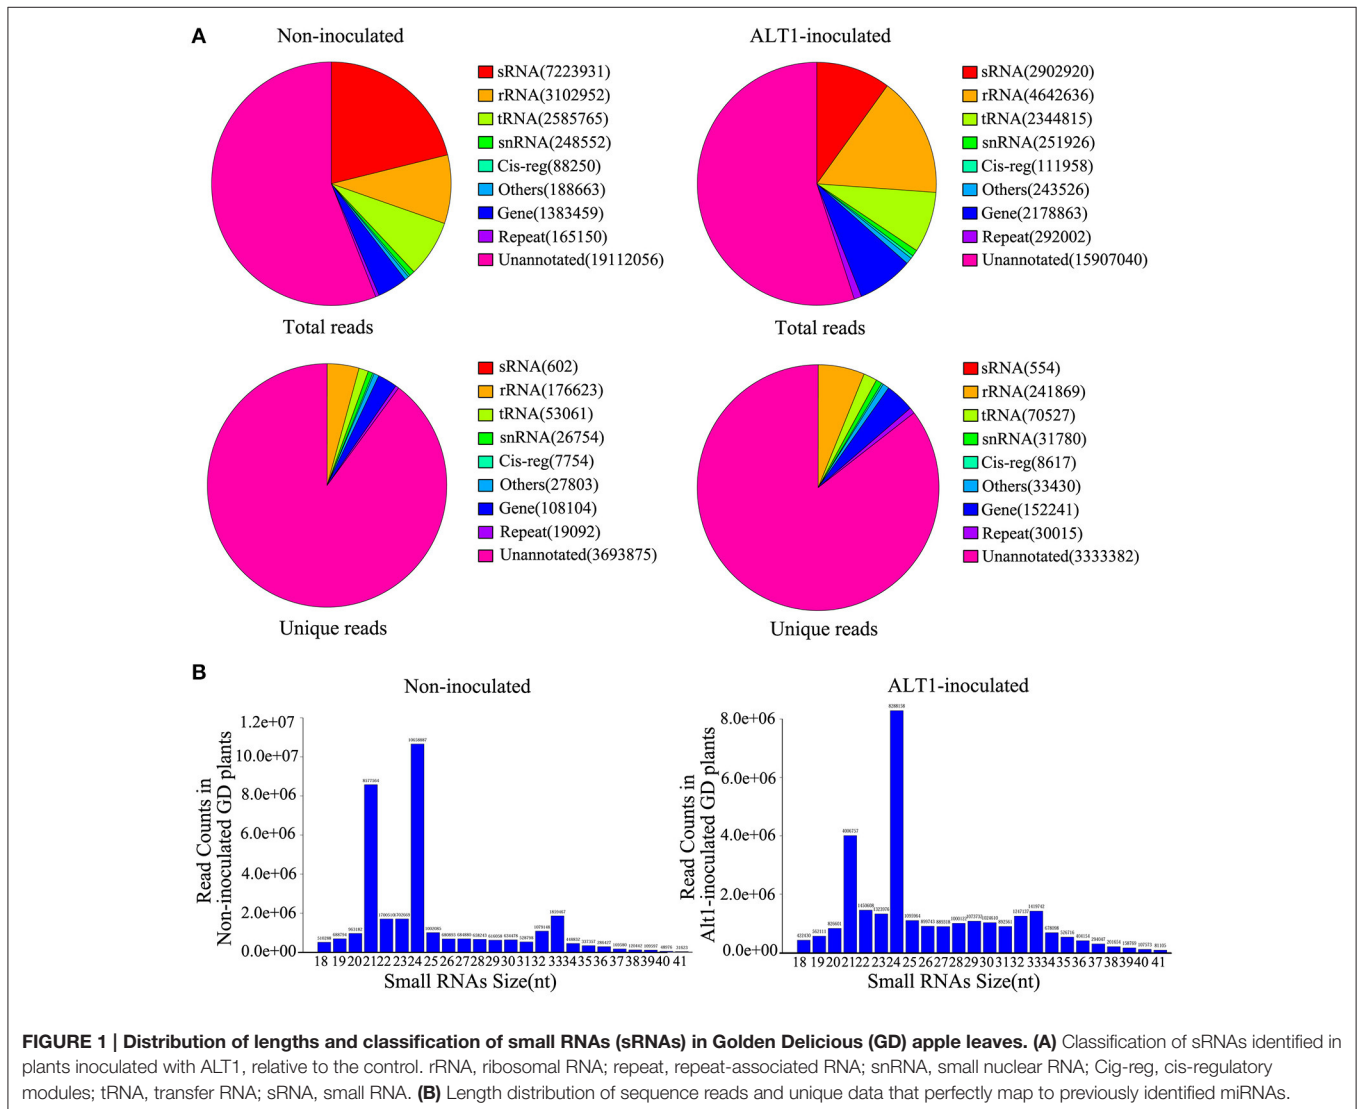 A
Non-inoculated
sRNA(7223931)
rRNA(3102952)
tRNA(2585765)
snRNA(248552)
Cis-reg(88250)
Others(188663)
Gene(1383459)
Repeat(165150)
Unannotated(19112056)
Total reads
ALT1-inoculated
sRNA(2902920)
rRNA(4642636)
tRNA(2344815)
snRNA(251926)
Cis-reg(111958)
Others(243526)
Gene(2178863)
Repeat(292002)
Unannotated(15907040)
Total reads
sRNA(602)
rRNA(176623)
tRNA(53061)
snRNA(26754)
Cis-reg(7754)
Others(27803)
Gene(108104)
Repeat(19092)
Unannotated(3693875)
Unique reads
sRNA(554)
rRNA(241869)
tRNA(70527)
snRNA(31780)
Cis-reg(8617)
Others(33430)
Gene(152241)
Repeat(30015)
Unannotated(3333382)
Unique reads
B
Non-inoculated
Read Counts in
Non-inoculated GD plants
1.2e+07
10.0e+07
8.0e+06
6.0e+06
4.0e+06
2.0e+06
0.0e+00
18 19 20 21 22 23 24 25 26 27 28 29 30 31 32 33 34 35 36 37 38 39 40 41
Small RNAs Size(nt)
ALT1-inoculated
Read Counts in
Alt1-inoculated GD plants
8.0e+06
6.0e+06
4.0e+06
2.0e+06
0.0e+00
18 19 20 21 22 23 24 25 26 27 28 29 30 31 32 33 34 35 36 37 38 39 40 41
Small RNAs Size(nt)
FIGURE 1 | Distribution of lengths and classification of small RNAs (sRNAs) in Golden Delicious (GD) apple leaves. (A) Classification of sRNAs identified in
plants inoculated with ALT1, relative to the control. rRNA, ribosomal RNA; repeat, repeat-associated RNA; snRNA, small nuclear RNA; Cig-reg, cis-regulatory
modules; tRNA, transfer RNA; sRNA, small RNA. (B) Length distribution of sequence reads and unique data that perfectly map to previously identified miRNAs.